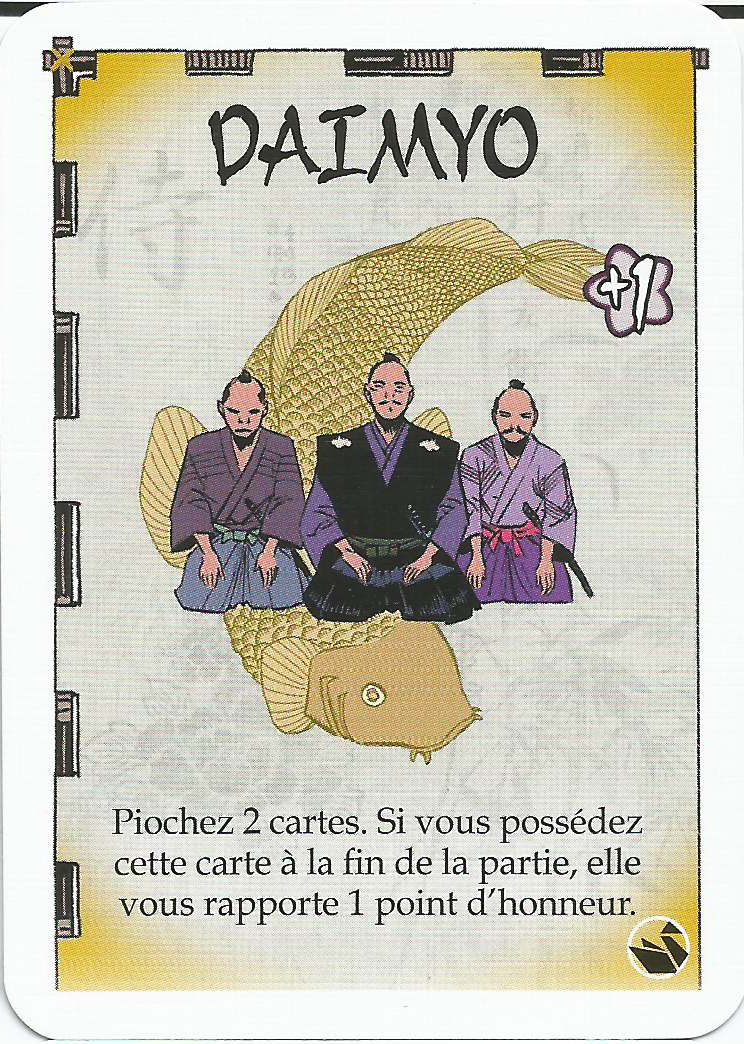 DAIMYO
+1
Piochez 2 cartes. Si vous possédez
cette carte à la fin de la partie, elle
vous rapporte 1 point d'honneur.